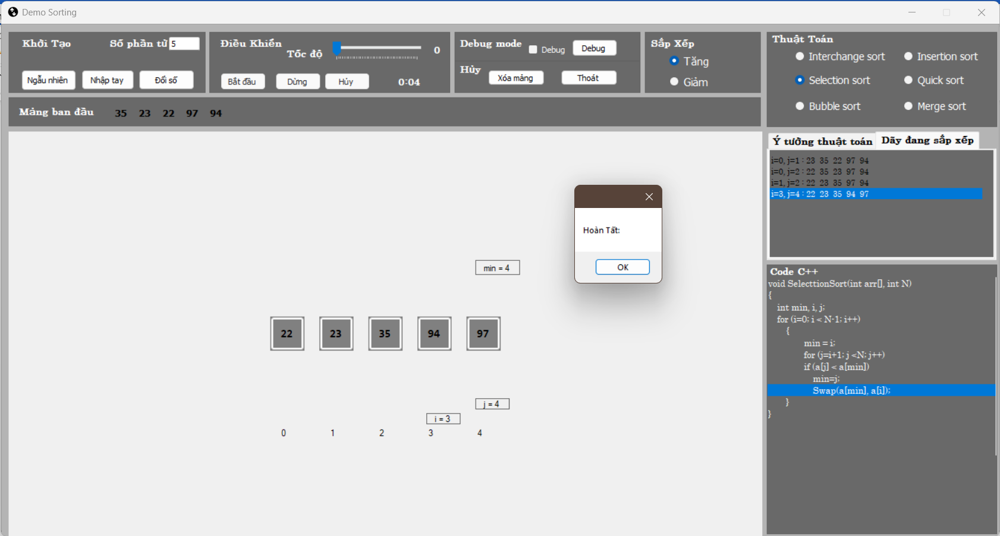 Demo Sorting
Khởi Tạo
Số phần tử 5
Ngẫu nhiên
Nhập tay
Đổi số
Điều Khiển
Tốc độ
0
Bắt đầu
Dừng
Hủy
0:04
Debug mode
Debug
Debug
Hủy
Xóa mảng
Thoát
Sắp Xếp
Tăng
Giảm
Thuật Toán
Interchange sort
Insertion sort
Selection sort
Quick sort
Bubble sort
Merge sort
Mảng ban đầu 35 23 22 97 94
Ý tưởng thuật toán
Dãy đang sắp xếp
i=0, j=1 : 23 35 22 97 94
i=0, j=2 : 22 35 23 97 94
i=1, j=2 : 22 23 35 97 94
i=3, j=4 : 22 23 35 94 97
Hoàn Tất:
OK
min = 4
22 23 35 94 97
j = 4
i = 3
0 1 2 3 4
Code C++
void SelecttionSort(int arr[], int N)
{
int min, i, j;
for (i=0; i < N-1; i++)
{
min = i;
for (j=i+1; j <N; j++)
if (a[j] < a[min])
min=j;
Swap(a[min], a[i]);
}
}